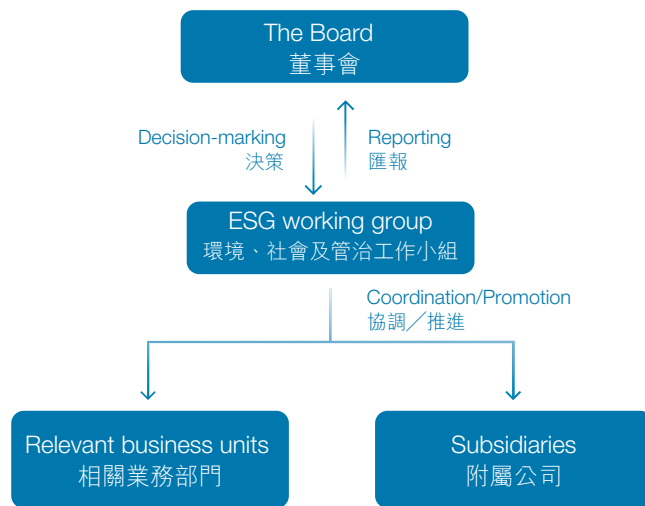 The Board
董事會
Decision-marking
決策
Reporting
匯報
ESG working group
環境、社會及管治工作小組
Coordination/Promotion
協調／推進
Relevant business units
相關業務部門
Subsidiaries
附屬公司